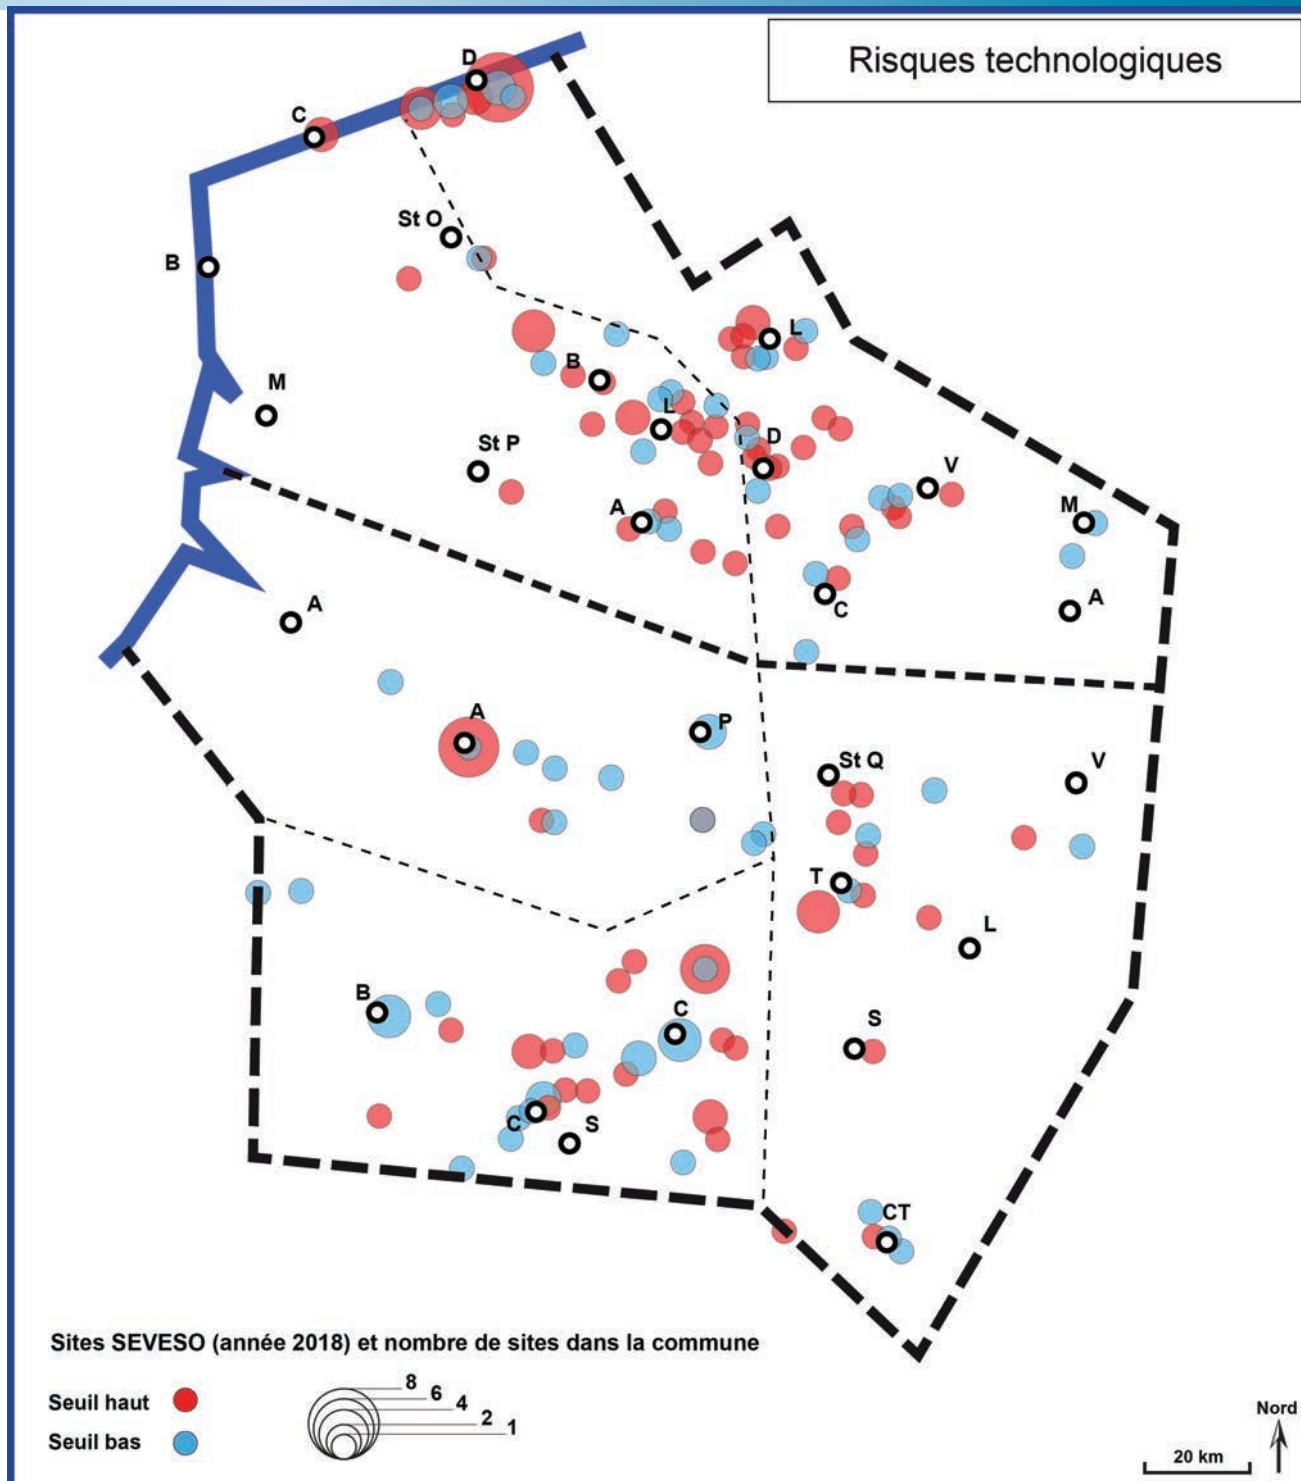 Risques technologiques
D
C
St O
B
L
M
B
L
St P
D
V
A
M
C
A
A
A
P
St Q
V
T
L
B
C
S
C
S
CT
Sites SEVESO (année 2018) et nombre de sites dans la commune
Seuil haut
Seuil bas
8
6
4
2
1
Nord
20 km